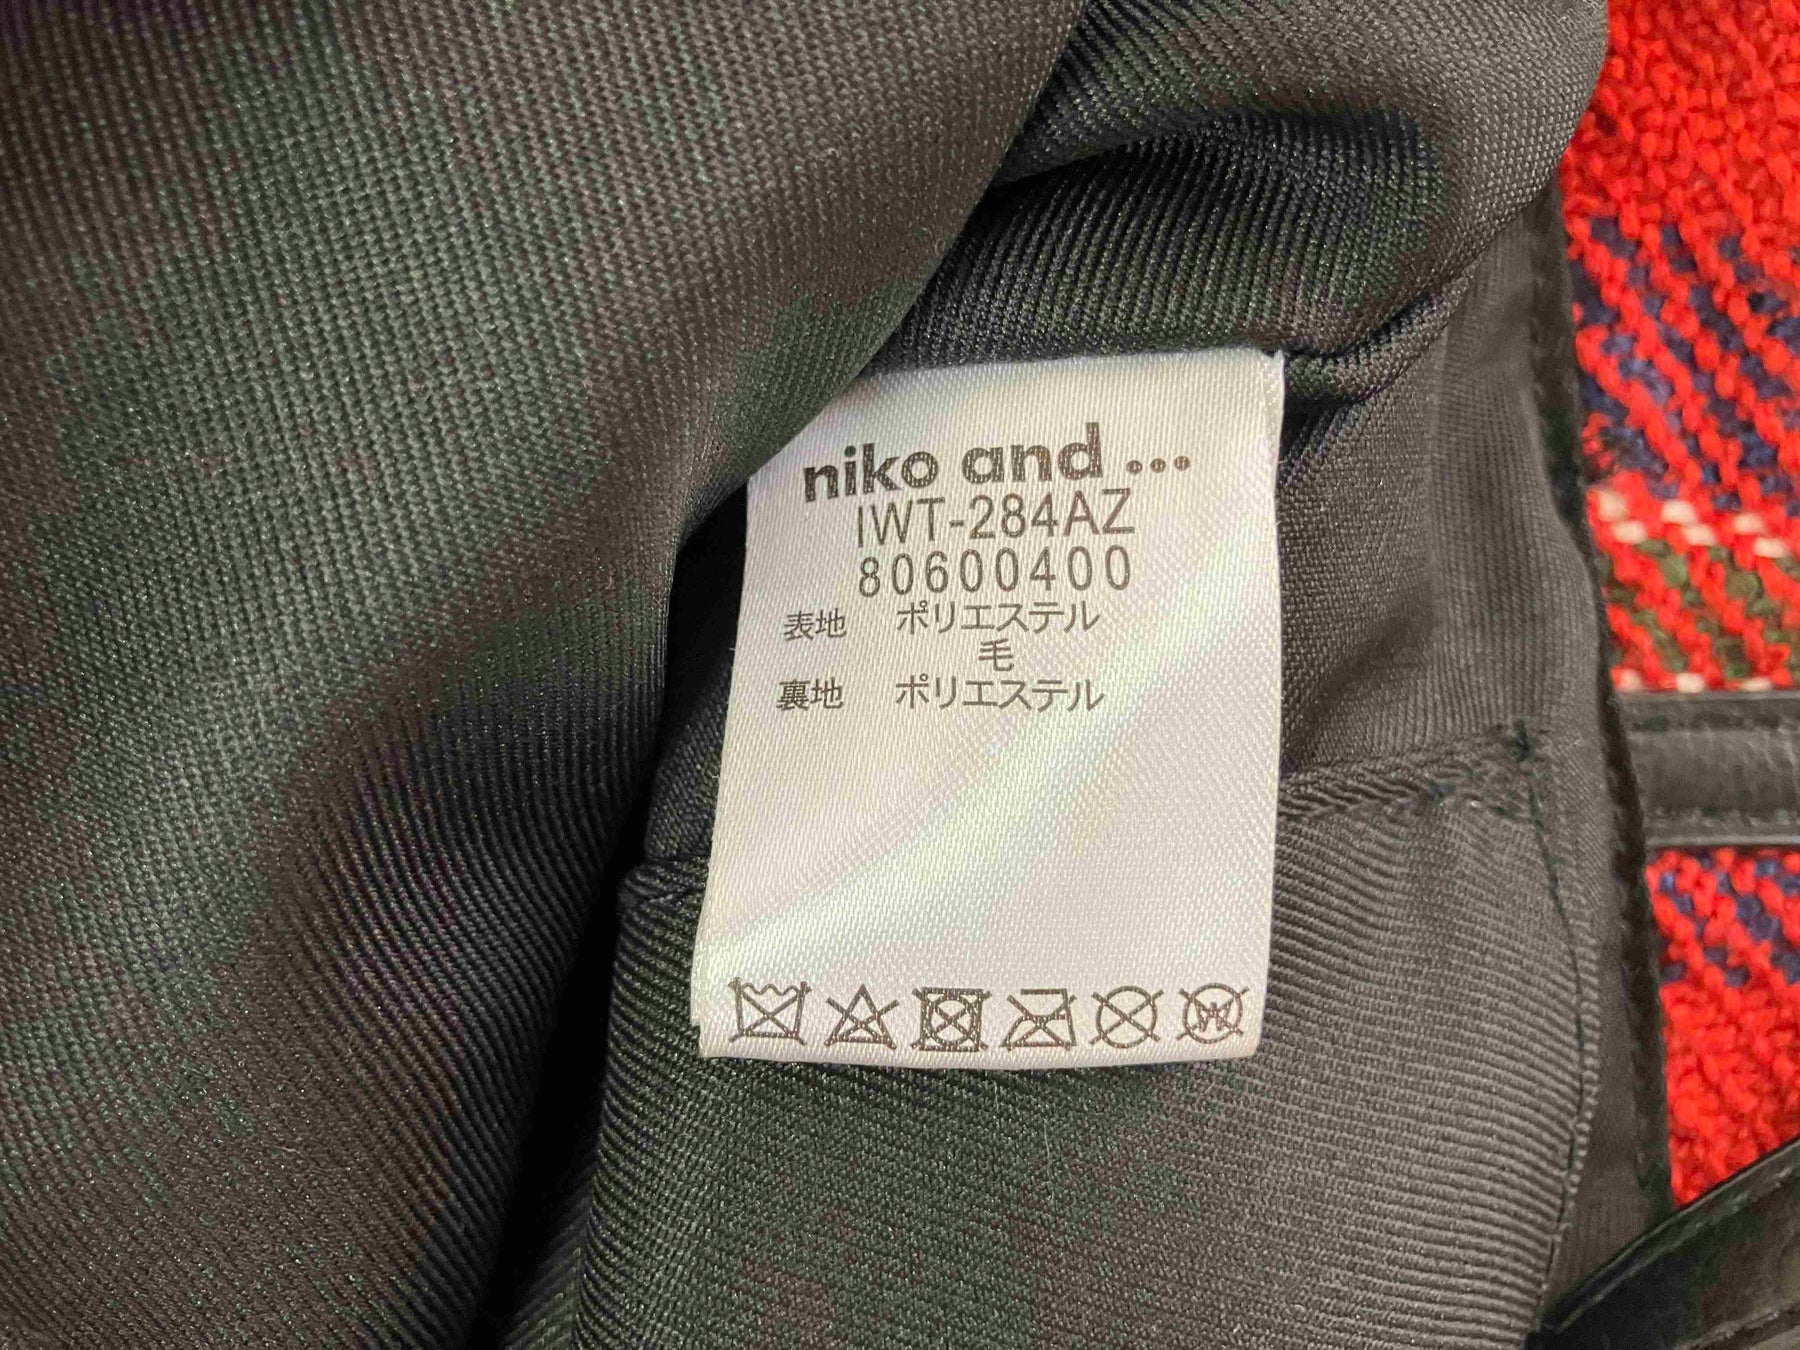 niko and ...
IWT-284AZ
80600400
表地 ポリエステル
毛
裏地 ポリエステル
W